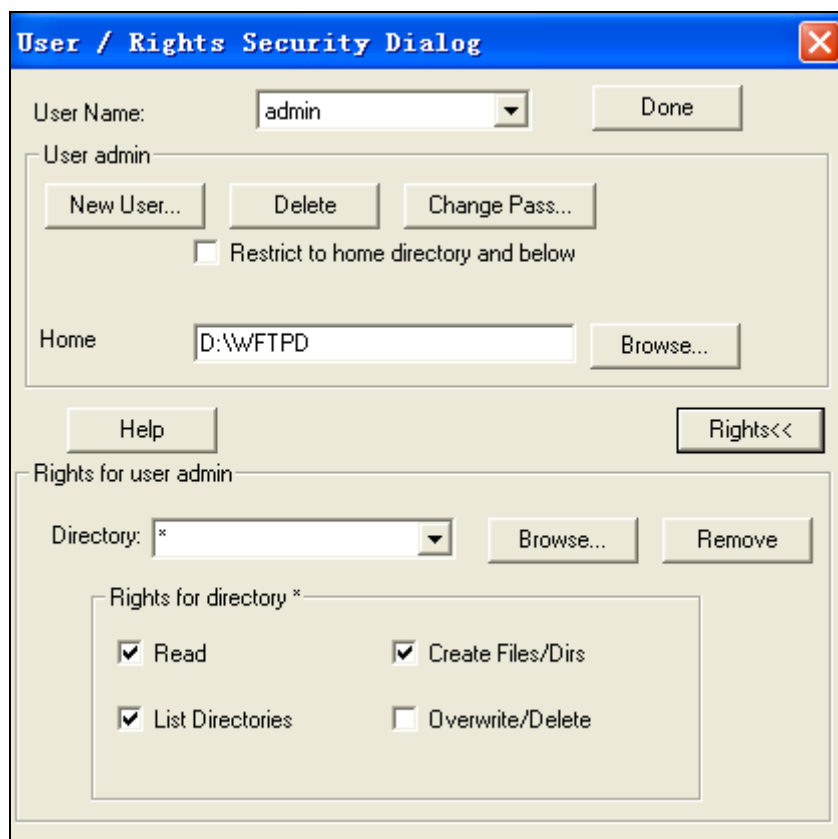 User / Rights Security Dialog
User Name: admin Done
User admin
New User... Delete Change Pass...
Restrict to home directory and below
Home D:\WFTPD Browse...
Help Rights<<
Rights for user admin
Directory: * Browse... Remove
Rights for directory *
Read Create Files/Dirs
List Directories Overwrite/Delete